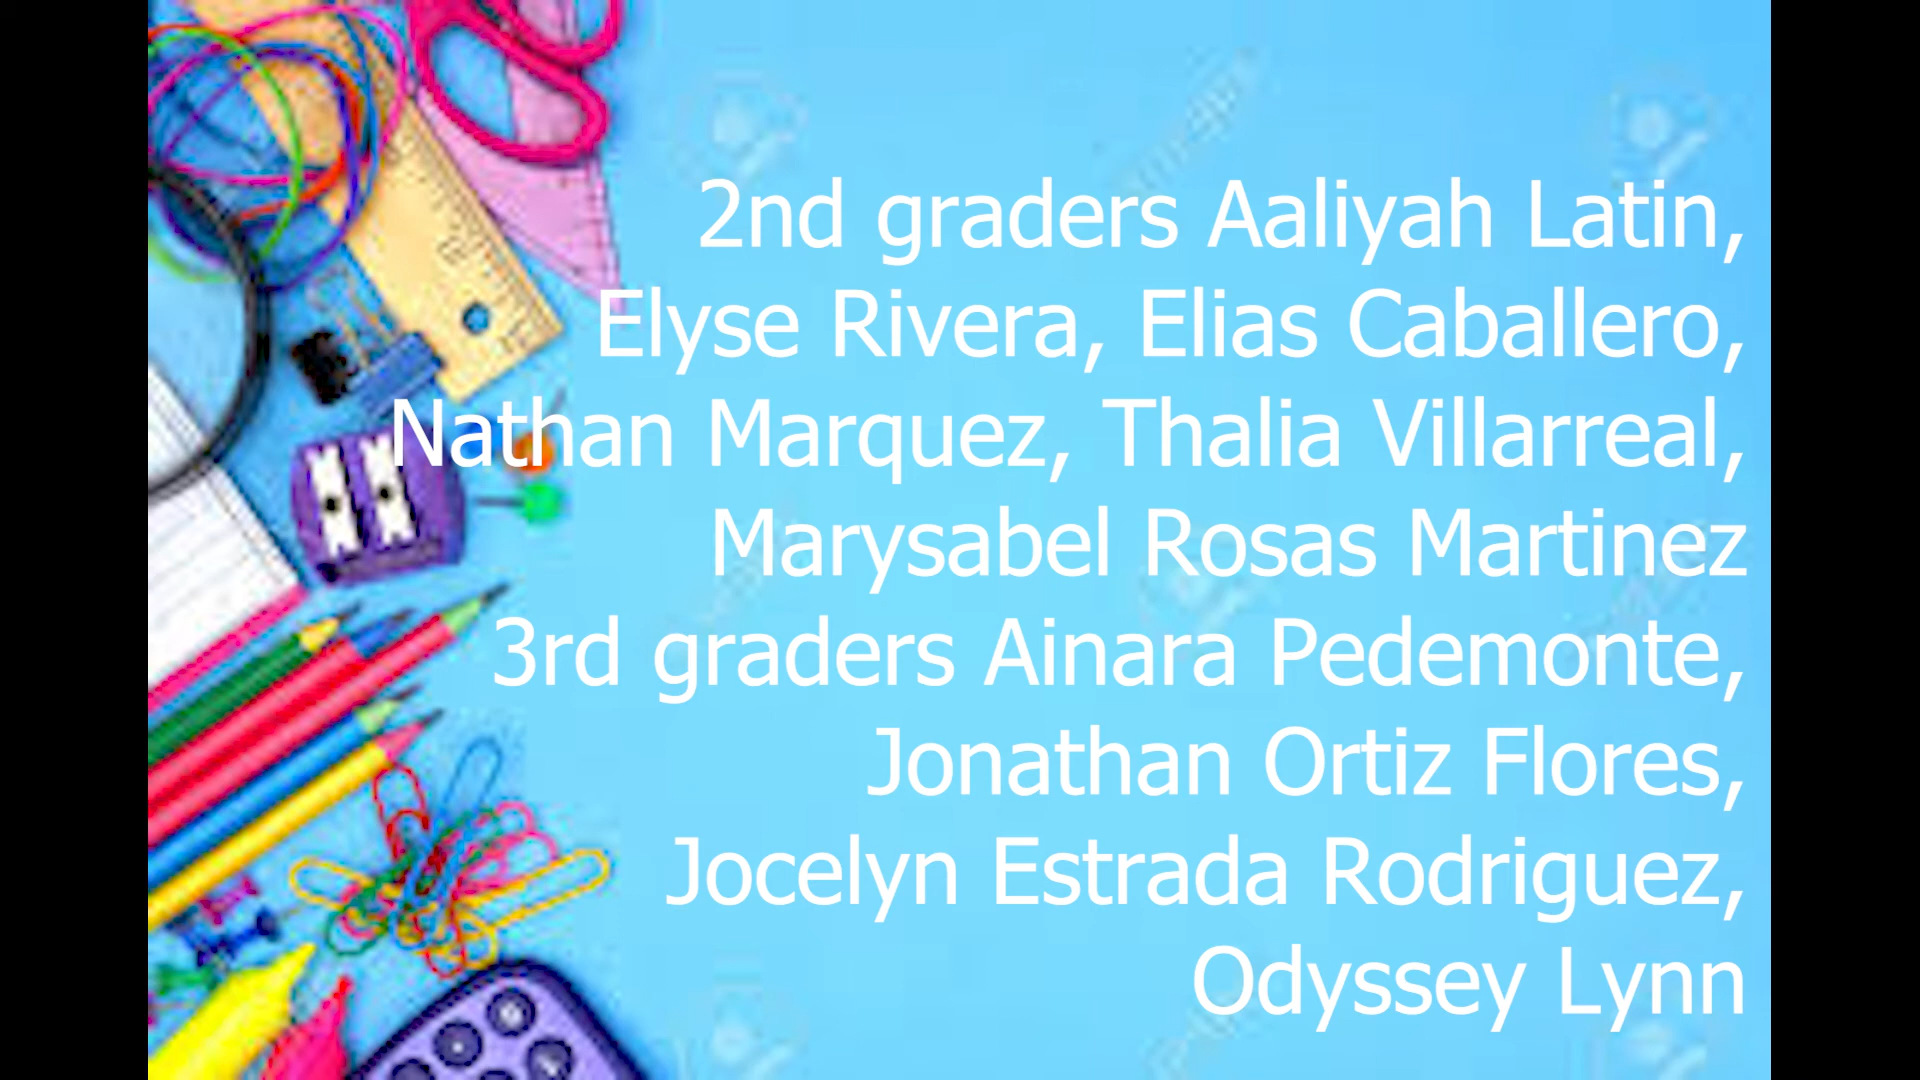 2nd graders Aaliyah Latin,
Elyse Rivera, Elias Caballero,
Nathan Marquez, Thalia Villarreal,
Marysabel Rosas Martinez
3rd graders Ainara Pedemonte,
Jonathan Ortiz Flores,
Jocelyn Estrada Rodriguez,
Odyssey Lynn